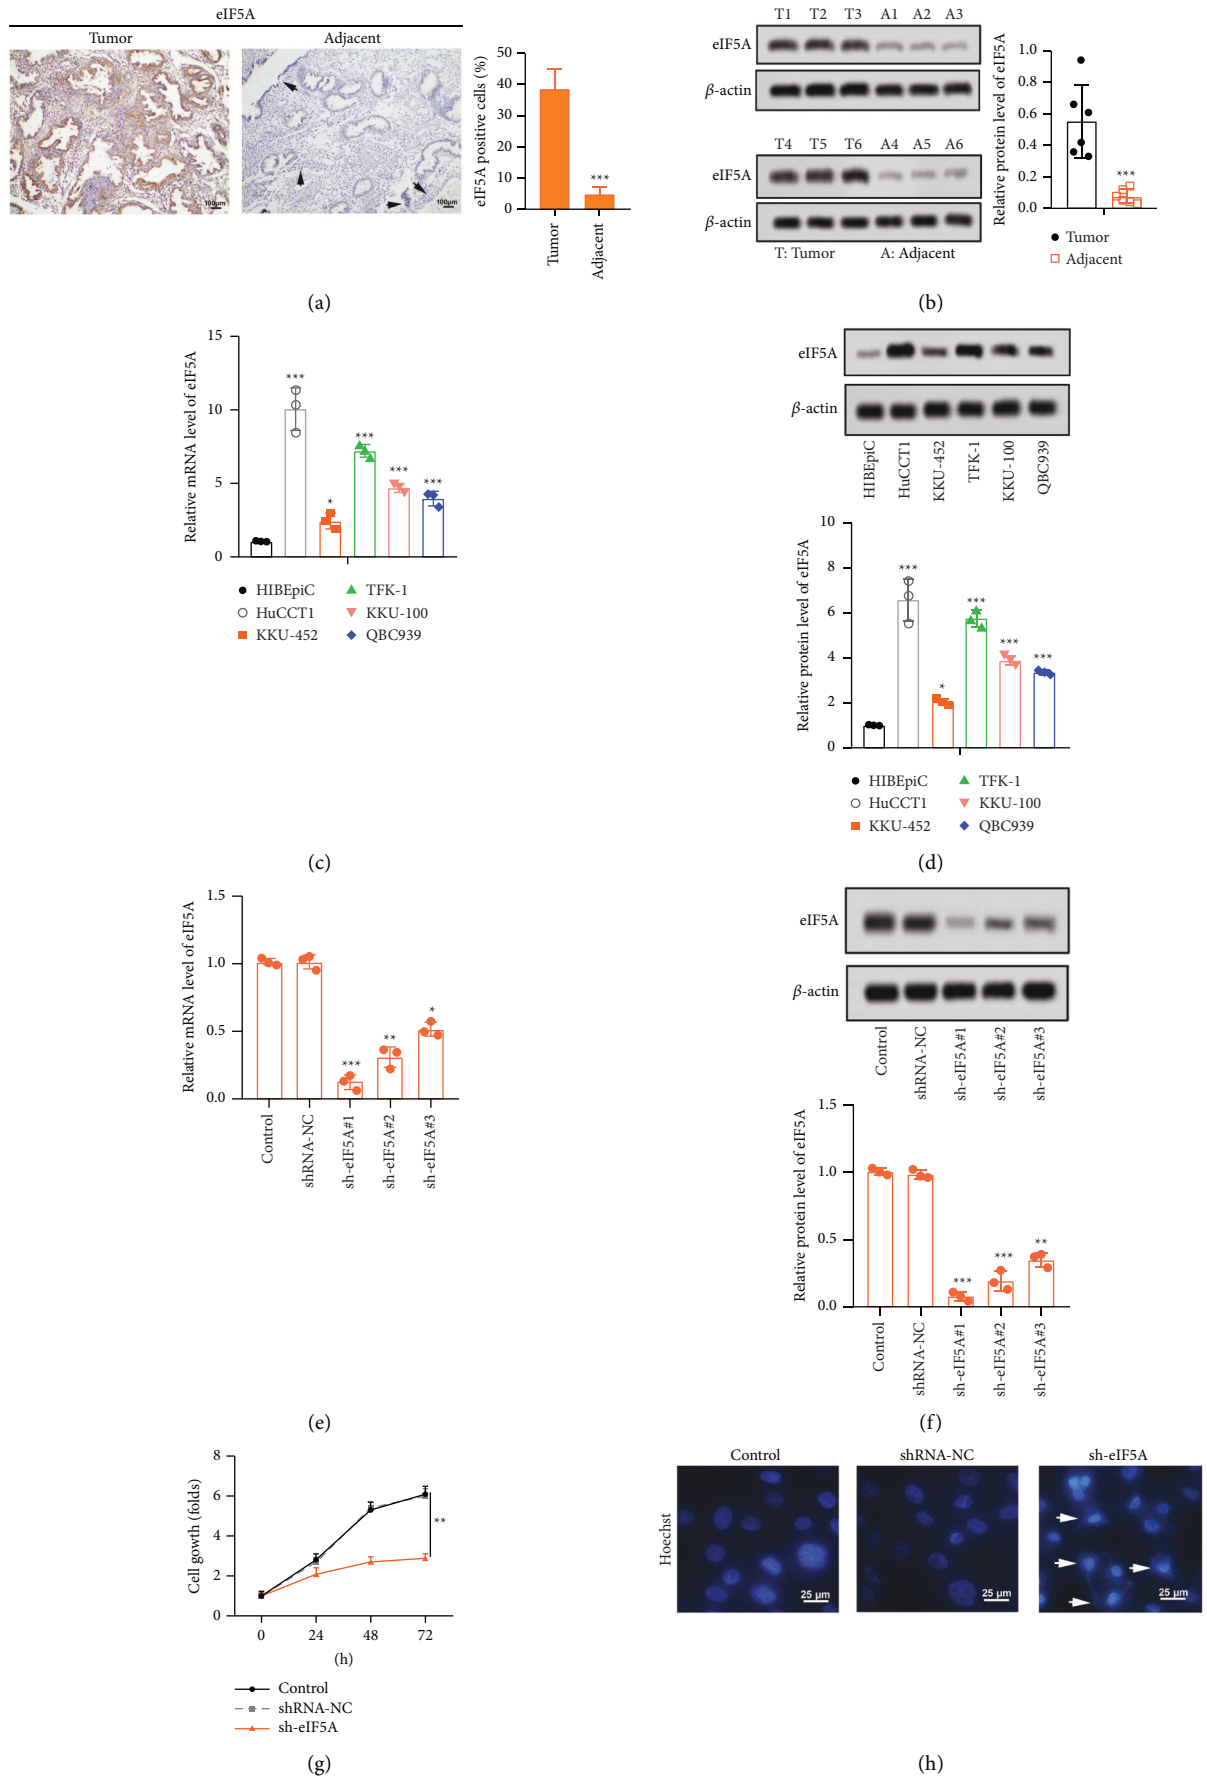 eIF5A
Tumor
Adjacent
100μm
100μm
eIF5A positive cells (%)
50
40
30
20
10
0
***
Tumor
Adjacent
(a)
T1 T2 T3 A1 A2 A3
eIF5A
β-actin
T4 T5 T6 A4 A5 A6
eIF5A
β-actin
T: Tumor A: Adjacent
Relative protein level of eIF5A
1.0
0.8
0.6
0.4
0.2
0.0
***
Tumor
Adjacent
(b)
Relative mRNA level of eIF5A
15
10
5
0
***
*
***
***
***
HIBEpiC
HuCCT1
KKU-452
TFK-1
KKU-100
QBC939
(c)
eIF5A
β-actin
HIBEpiC
HuCCT1
KKU-452
TFK-1
KKU-100
QBC939
Relative protein level of eIF5A
10
8
6
4
2
0
***
*
***
***
***
HIBEpiC
HuCCT1
KKU-452
TFK-1
KKU-100
QBC939
(d)
Relative mRNA level of eIF5A
1.5
1.0
0.5
0.0
***
**
*
Control
shRNA-NC
sh-eIF5A#1
sh-eIF5A#2
sh-eIF5A#3
(e)
eIF5A
β-actin
Control
shRNA-NC
sh-eIF5A#1
sh-eIF5A#2
sh-eIF5A#3
Relative protein level of eIF5A
1.5
1.0
0.5
0.0
***
***
**
Control
shRNA-NC
sh-eIF5A#1
sh-eIF5A#2
sh-eIF5A#3
(f)
Cell gowth (folds)
8
6
4
2
0
**
0 24 48 72
(h)
Control
shRNA-NC
sh-eIF5A
(g)
Control
shRNA-NC
sh-eIF5A
Hoechst
25 μm
25 μm
25 μm
(h)